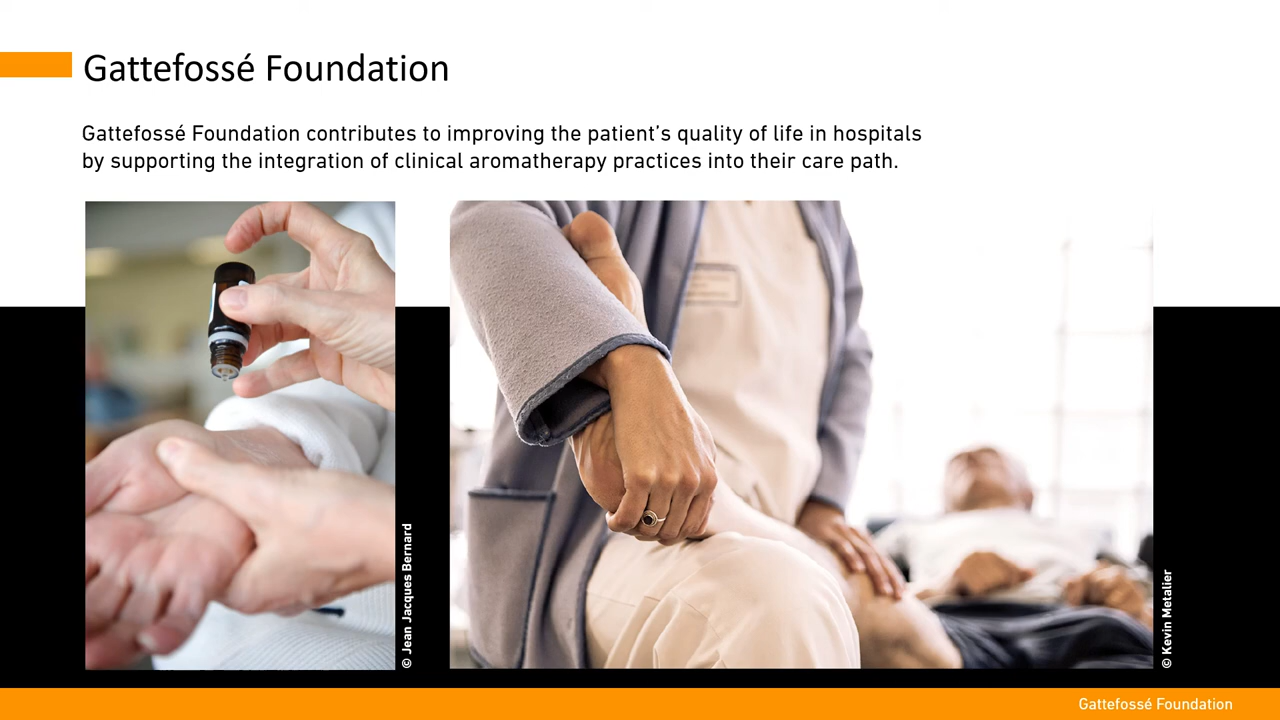 Gattefossé Foundation
Gattefossé Foundation contributes to improving the patient’s quality of life in hospitals
by supporting the integration of clinical aromatherapy practices into their care path.
© Jean Jacques Bernard
© Kevin Metalier
Gattefossé Foundation